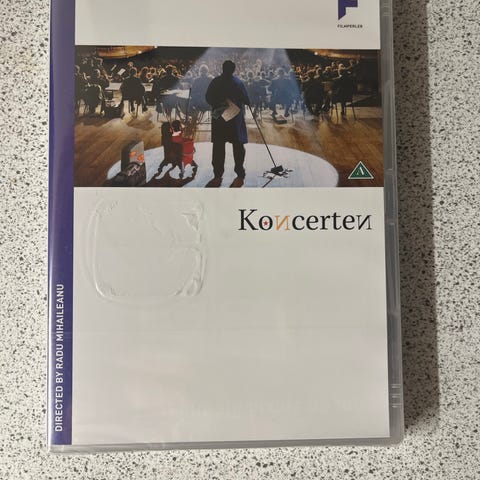 FILMPERLER
A
KoИcerteИ
DIRECTED BY RADU MIHAILEANU